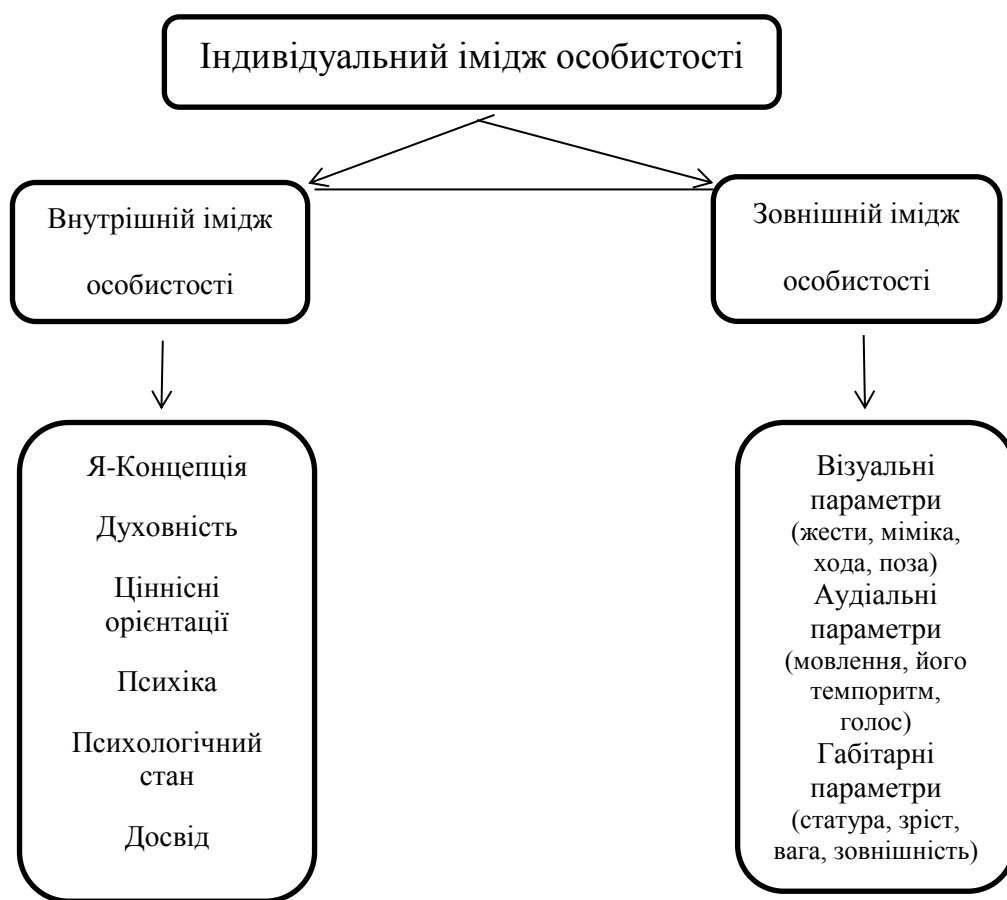 Індивідуальний імідж особистості
Внутрішній імідж
особистості
Зовнішній імідж
особистості
Я-Концепція
Духовність
Ціннісні
орієнтації
Психіка
Психологічний
стан
Досвід
Візуальні
параметри
(жести, міміка,
хода, поза)
Аудіальні
параметри
(мовлення, його
темпоритм,
голос)
Габітарні
параметри
(статура, зріст,
вага, зовнішність)